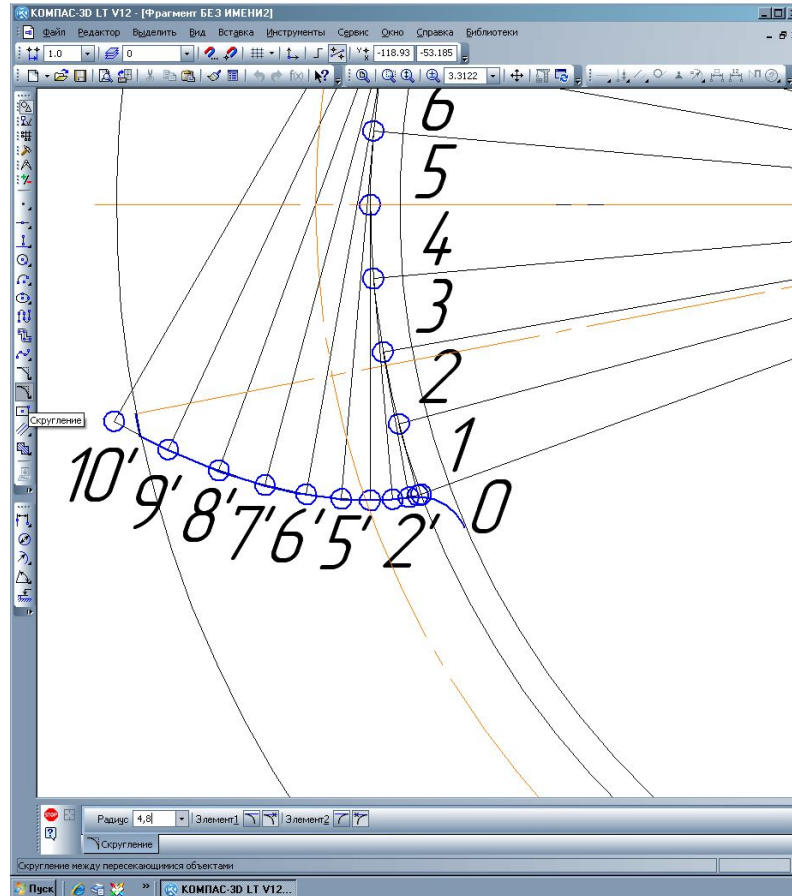 КОМПАС-3D LT V12 - [Фрагмент БЕЗ ИМЕНИ2]
Файл Редактор Выделить Вид Вставка Инструменты Сервис Окно Справка Библиотеки
1.0 0 -118.93 -53.185
3.3122
6
5
4
3
2
1
0
Скругление
10' 9' 8' 7' 6' 5' 2'
Радиус 4,8 Элемент1 Элемент2
Скругление
Скругление между пересекающимися объектами
Пуск » КОМПАС-3D LT V12...